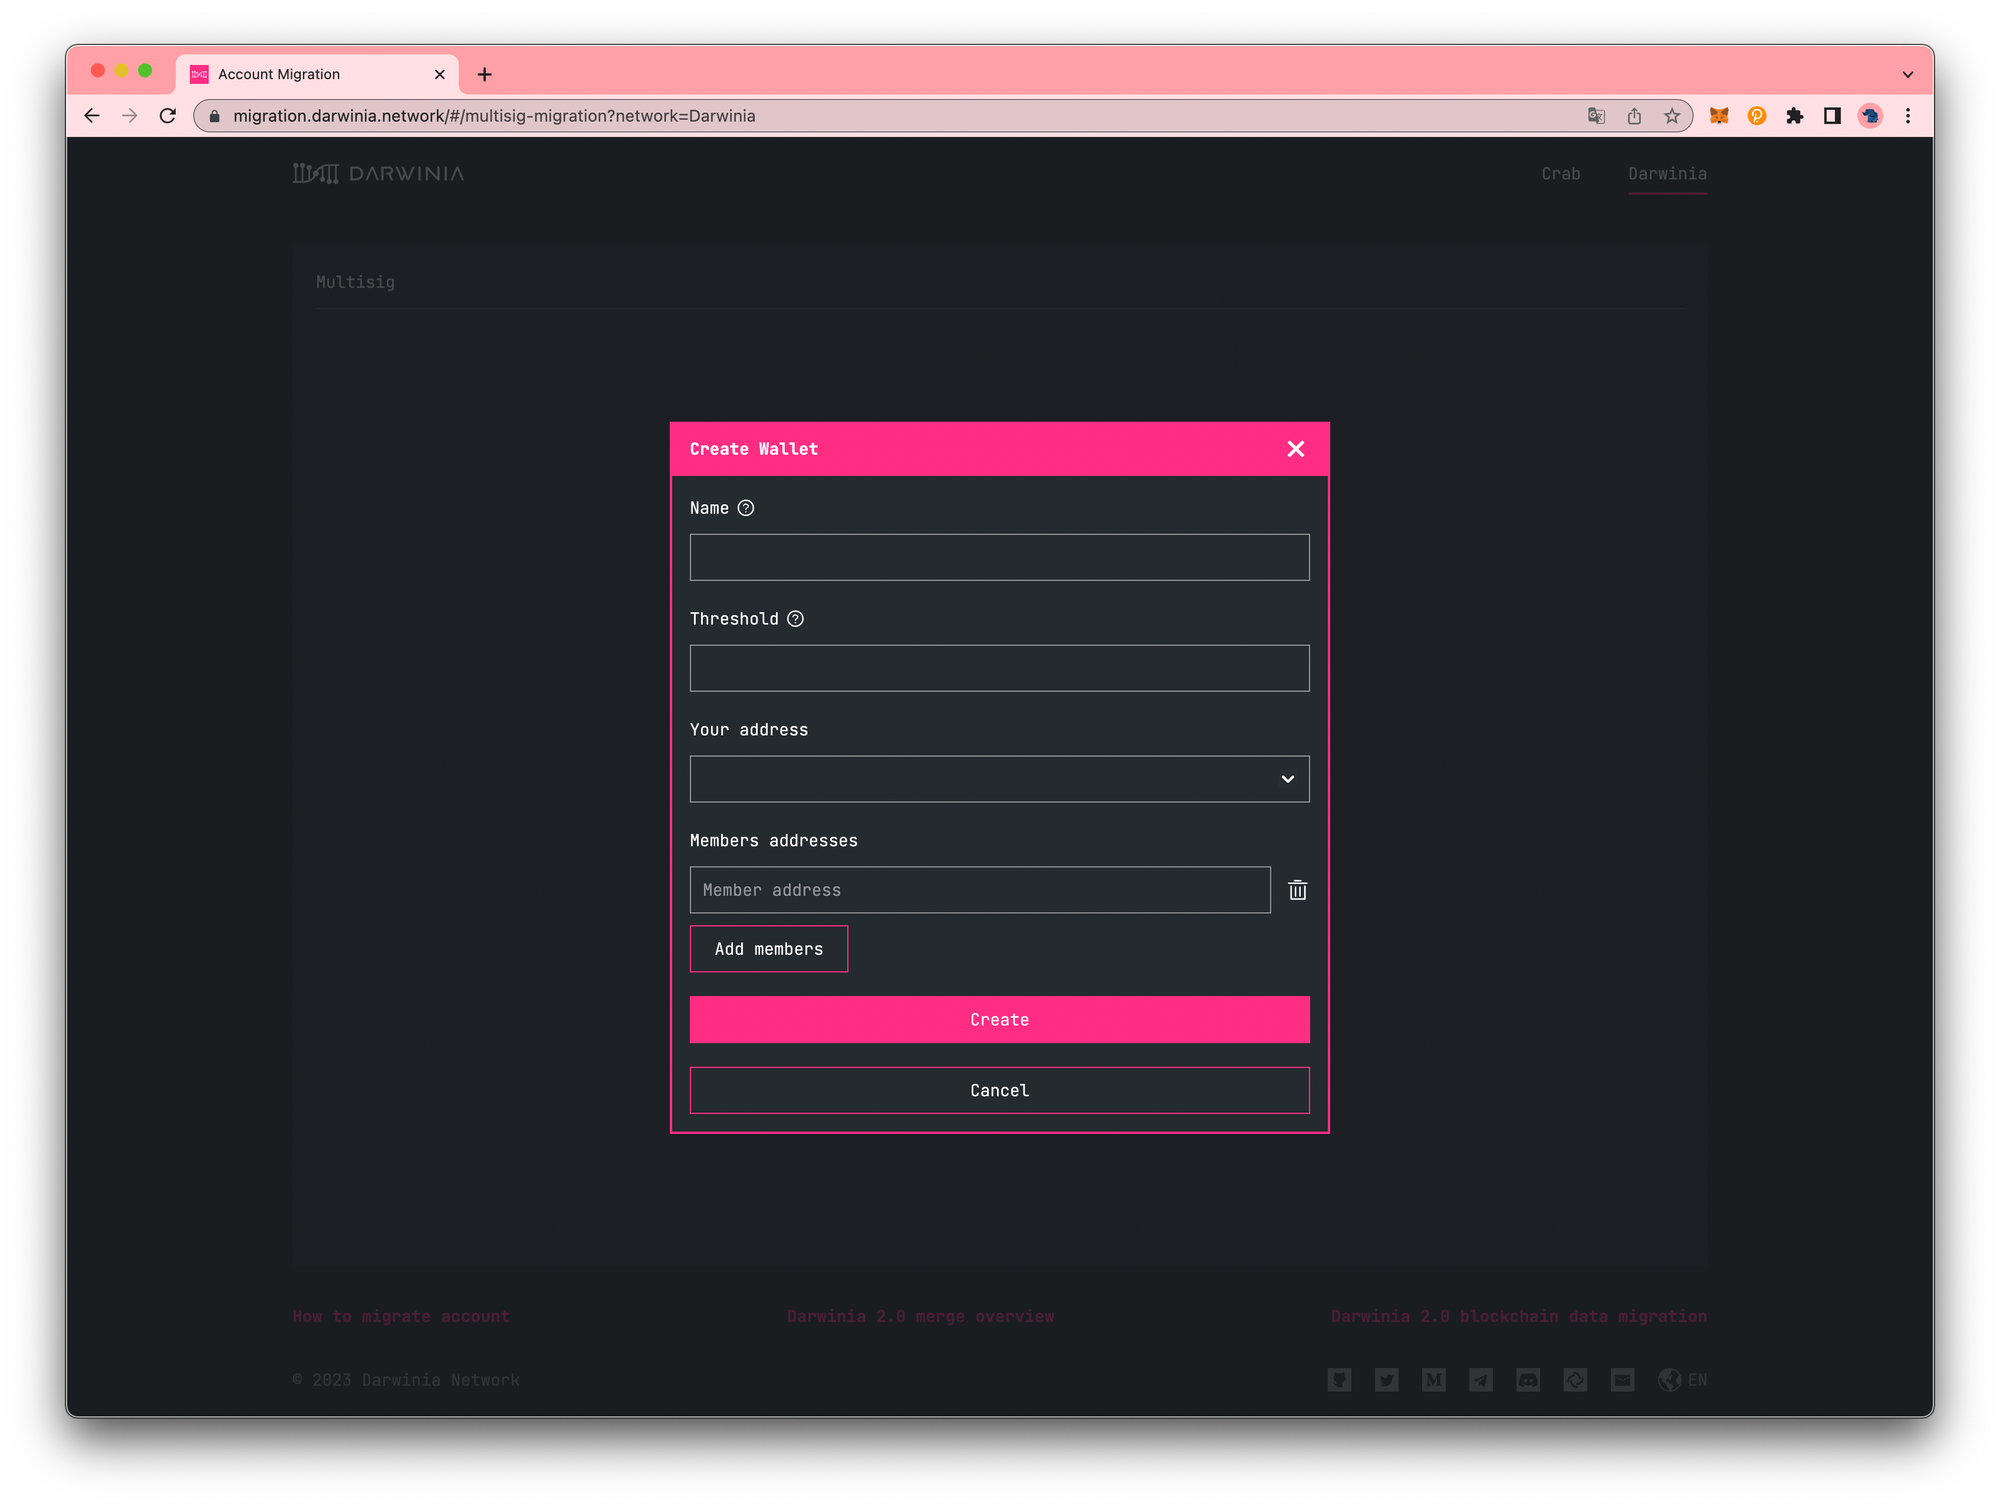 Account Migration
migration.darwinia.network/#/multisig-migration?network=Darwinia
DARWINIA
Crab
Darwinia
Multisig
Create Wallet
Name
Threshold
Your address
Members addresses
Member address
Add members
Create
Cancel
How to migrate account
Darwinia 2.0 merge overview
Darwinia 2.0 blockchain data migration
© 2023 Darwinia Network
EN